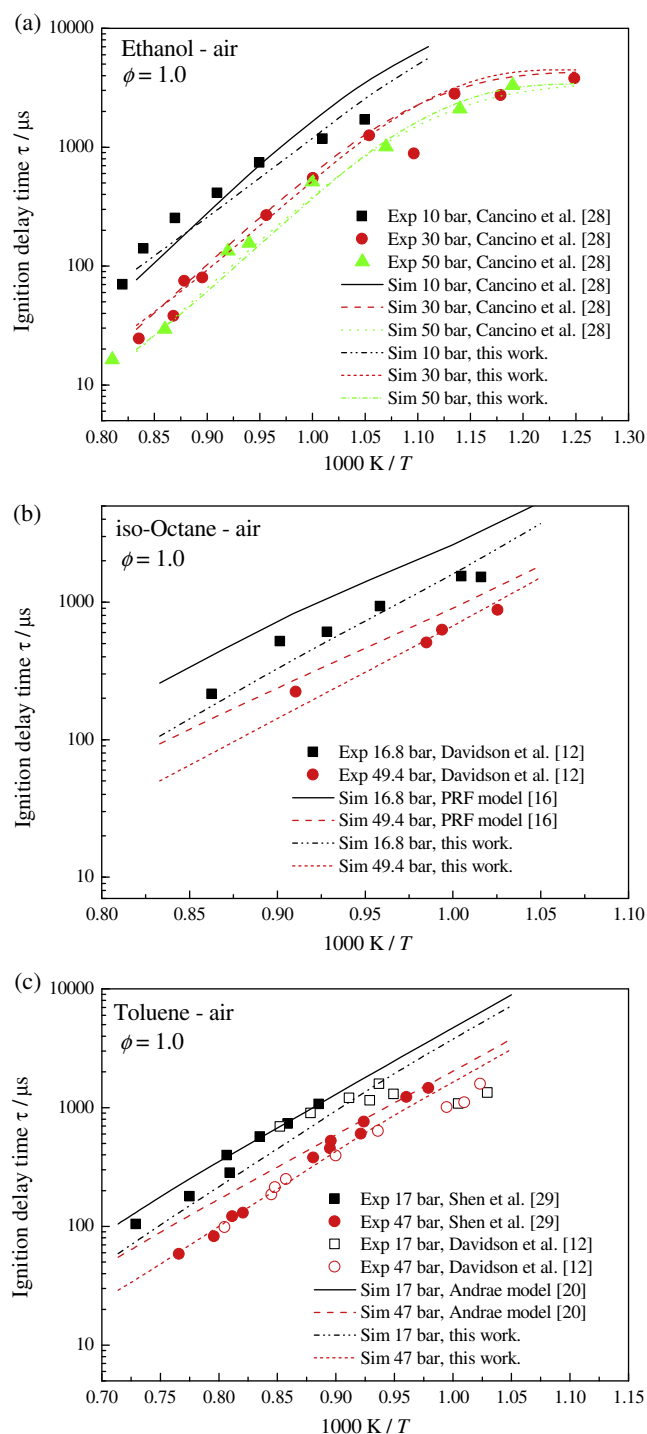 (a)
Ethanol - air
ϕ = 1.0
Ignition delay time τ / μs
10000
1000
100
10
Exp 10 bar, Cancino et al. [28]
Exp 30 bar, Cancino et al. [28]
Exp 50 bar, Cancino et al. [28]
Sim 10 bar, Cancino et al. [28]
Sim 30 bar, Cancino et al. [28]
Sim 50 bar, Cancino et al. [28]
Sim 10 bar, this work.
Sim 30 bar, this work.
Sim 50 bar, this work.
0.80 0.85 0.90 0.95 1.00 1.05 1.10 1.15 1.20 1.25 1.30
1000 K / T
(b)
iso-Octane - air
ϕ = 1.0
Ignition delay time τ / μs
1000
100
10
Exp 16.8 bar, Davidson et al. [12]
Exp 49.4 bar, Davidson et al. [12]
Sim 16.8 bar, PRF model [16]
Sim 49.4 bar, PRF model [16]
Sim 16.8 bar, this work.
Sim 49.4 bar, this work.
0.80 0.85 0.90 0.95 1.00 1.05 1.10
1000 K / T
(c)
Toluene - air
ϕ = 1.0
Ignition delay time τ / μs
10000
1000
100
10
Exp 17 bar, Shen et al. [29]
Exp 47 bar, Shen et al. [29]
Exp 17 bar, Davidson et al. [12]
Exp 47 bar, Davidson et al. [12]
Sim 17 bar, Andrae model [20]
Sim 47 bar, Andrae model [20]
Sim 17 bar, this work.
Sim 47 bar, this work.
0.70 0.75 0.80 0.85 0.90 0.95 1.00 1.05 1.10 1.15
1000 K / T